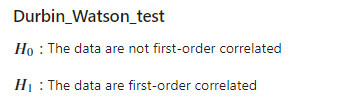 Durbin_Watson_test
H₀ : The data are not first-order correlated
H₁ : The data are first-order correlated